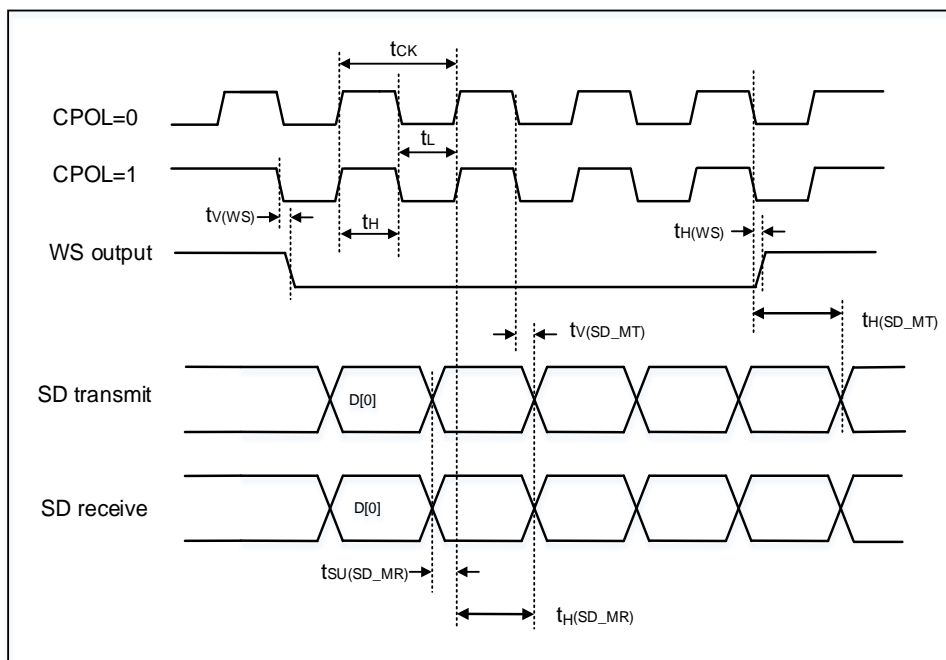 tCK
CPOL=0
tL
CPOL=1
tV(WS)
tH
tH(WS)
WS output
tV(SD_MT)
tH(SD_MT)
SD transmit
D[0]
SD receive
D[0]
tSU(SD_MR)
tH(SD_MR)